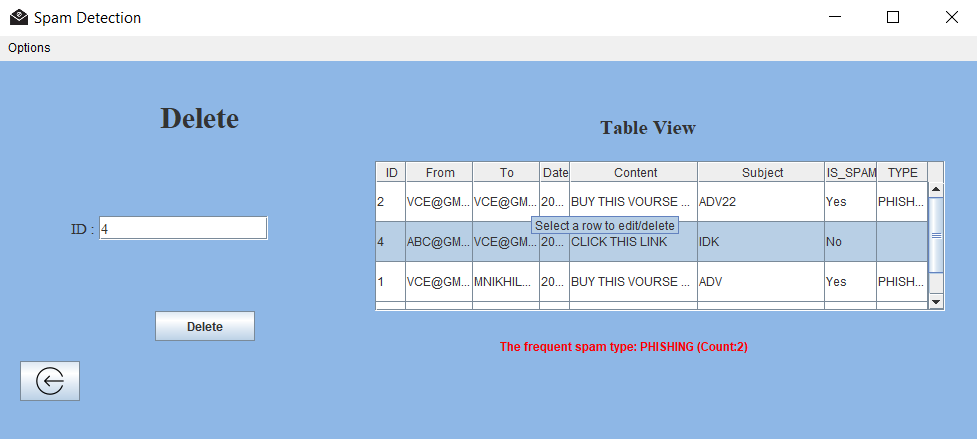 Spam Detection
Options
Delete
ID : 4
Delete
Table View
ID From To Date Content Subject IS_SPAM TYPE
2 VCE@GM... VCE@GM... 20... BUY THIS VOURSE ... ADV22 Yes PHISH...
Select a row to edit/delete
4 ABC@GM... VCE@GM... 20... CLICK THIS LINK IDK No
1 VCE@GM... MNIKHIL... 20... BUY THIS VOURSE ... ADV Yes PHISH...
The frequent spam type: PHISHING (Count:2)